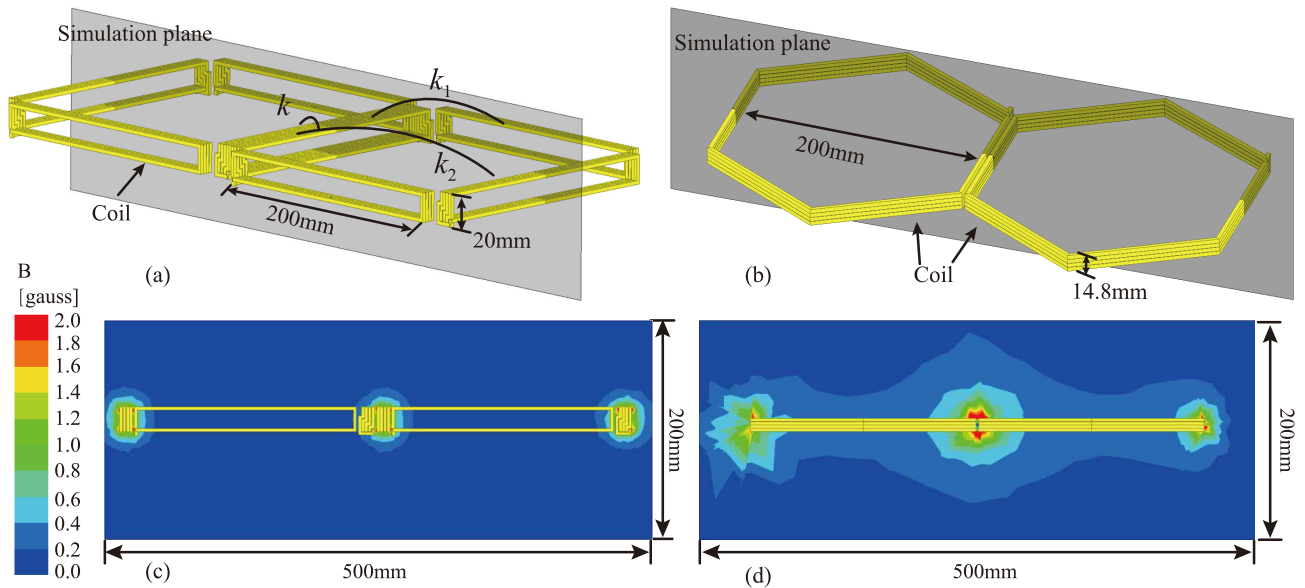 Simulation plane
k
k1
k2
Coil
200mm
20mm
(a)
Simulation plane
200mm
Coil
14.8mm
(b)
B
[gauss]
2.0
1.8
1.6
1.4
1.2
1.0
0.8
0.6
0.4
0.2
0.0
200mm
500mm
(c)
200mm
500mm
(d)